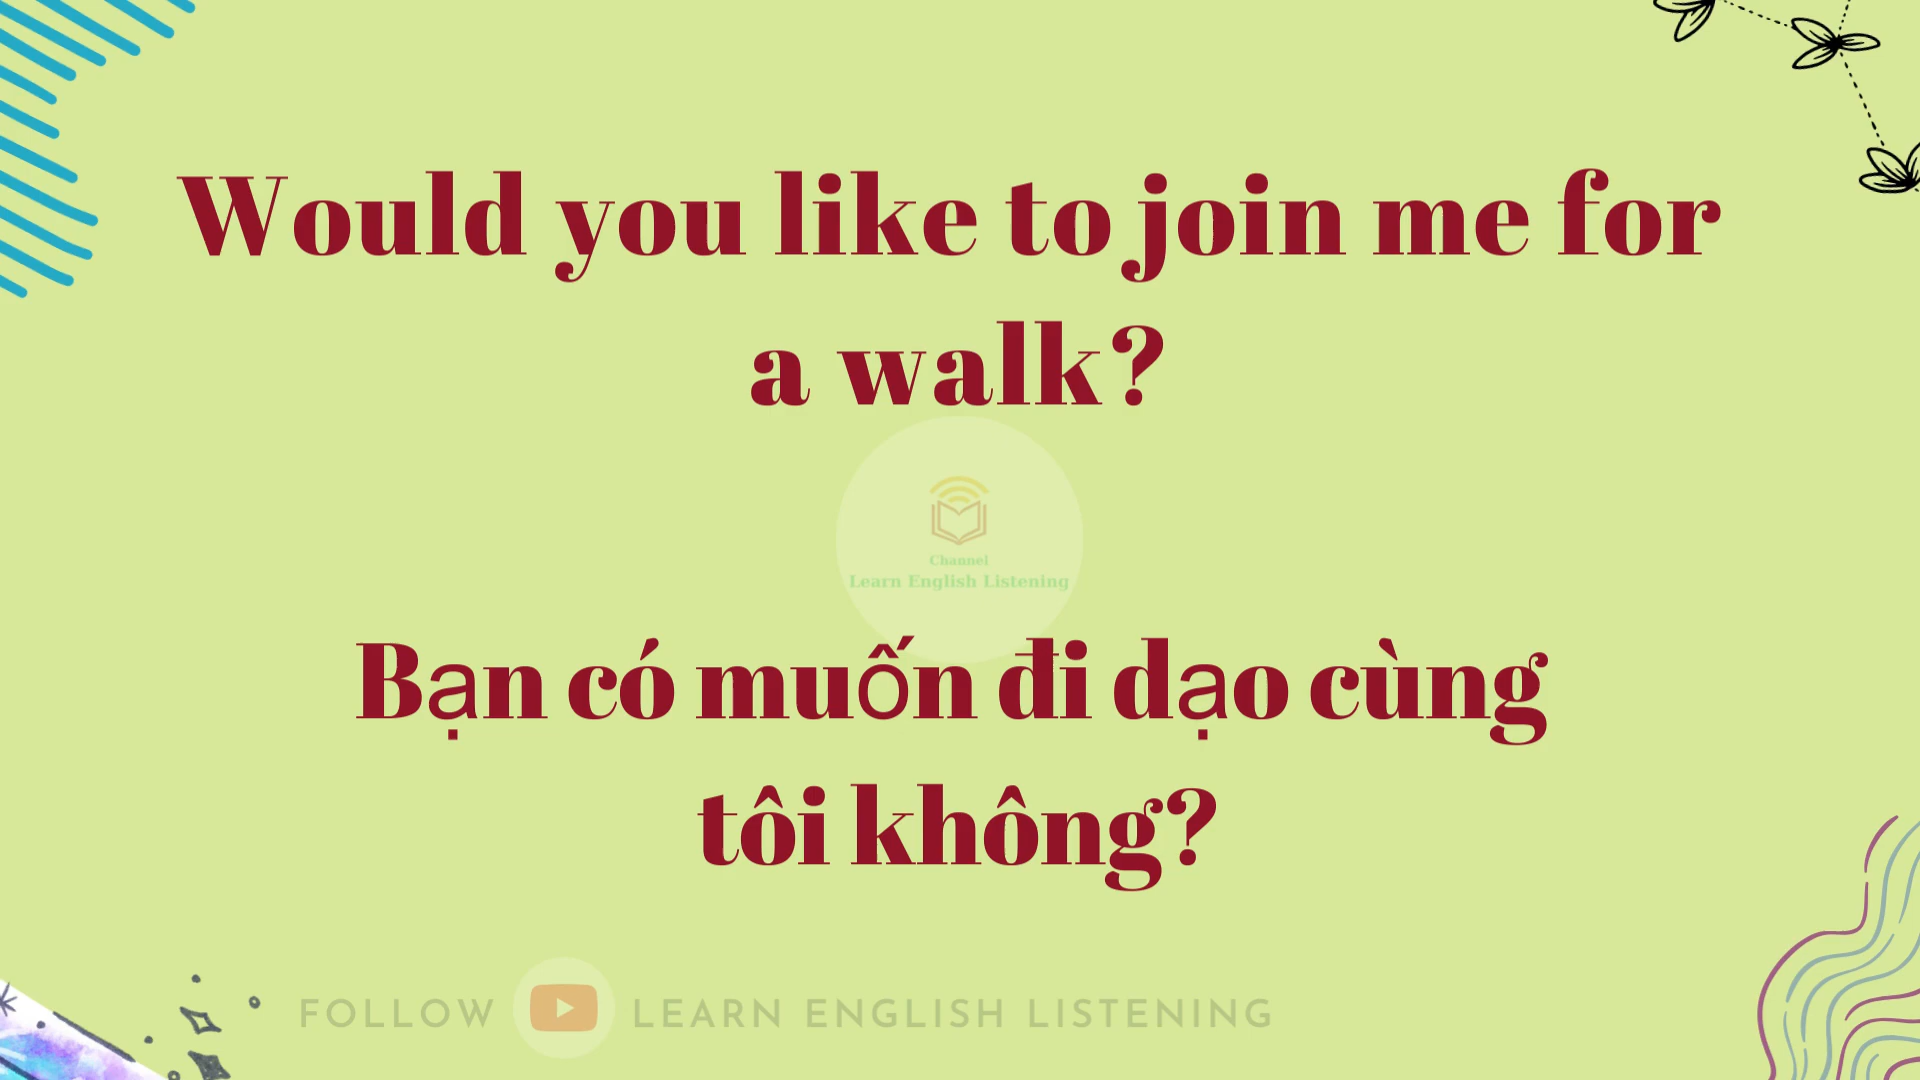 Would you like to join me for
a walk?
Channel
Learn English Listening
Bạn có muốn đi dạo cùng
tôi không?
FOLLOW LEARN ENGLISH LISTENING